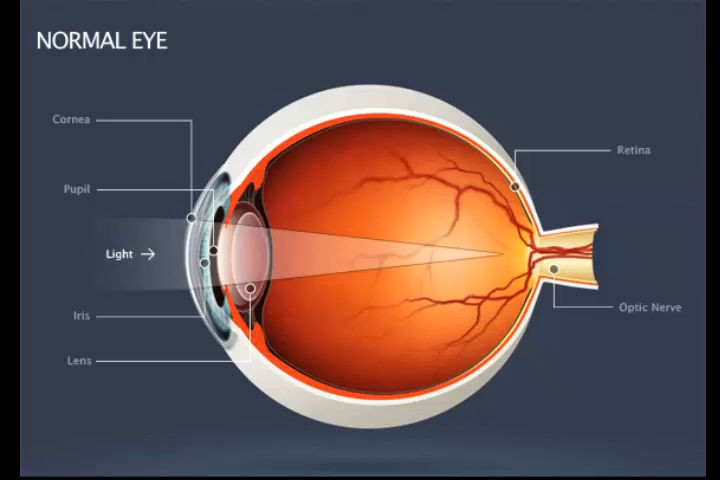 NORMAL EYE
Cornea
Retina
Pupil
Light →
Iris
Optic Nerve
Lens